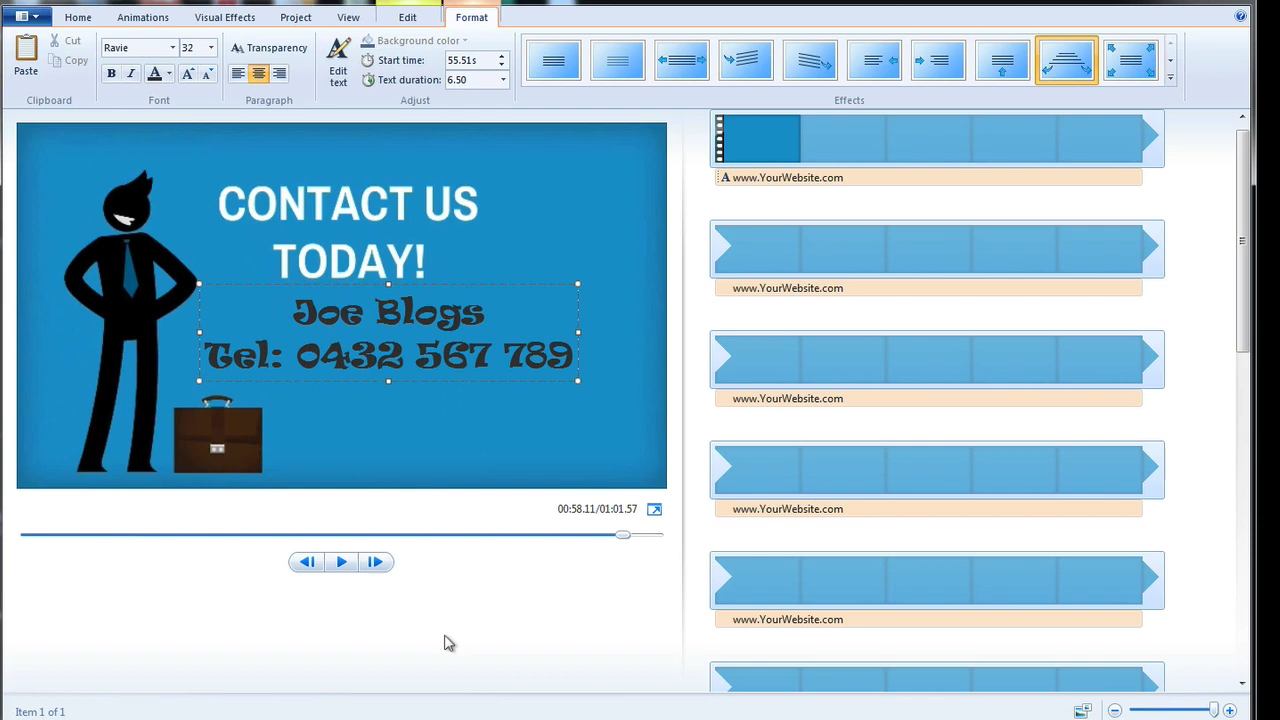 Home
Animations
Visual Effects
Project
View
Edit
Format
Paste
Cut
Copy
Clipboard
Ravie
32
B
I
A
A
A
Font
Transparency
Paragraph
Edit
text
Background color
Start time:
55.51s
Text duration:
6.50
Adjust
Effects
CONTACT US
TODAY!
Joe Blogs
Tel: 0432 567 789
00:58.11/01:01.57
A www.YourWebsite.com
www.YourWebsite.com
www.YourWebsite.com
www.YourWebsite.com
www.YourWebsite.com
Item 1 of 1